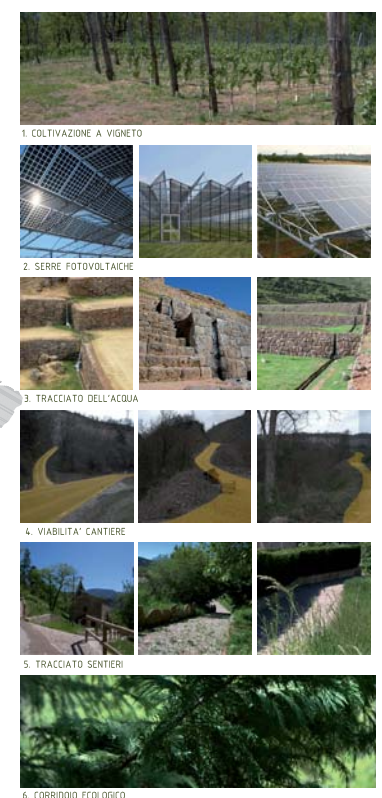 1. COLTIVAZIONE A VIGNETO
2. SERRE FOTOVOLTAICHE
3. TRACCIATO DELL'ACQUA
4. VIABILITA' CANTIERE
5. TRACCIATO SENTIERI
6. CORRIDOIO ECOLOGICO